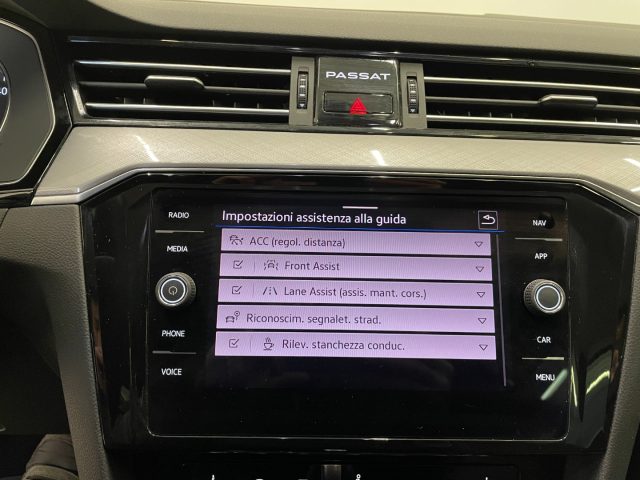 40
PASSAT
RADIO
MEDIA
PHONE
VOICE
Impostazioni assistenza alla guida
ACC (regol. distanza)
Front Assist
Lane Assist (assis. mant. cors.)
Riconoscim. segnalet. strad.
Rilev. stanchezza conduc.
NAV
APP
CAR
MENU